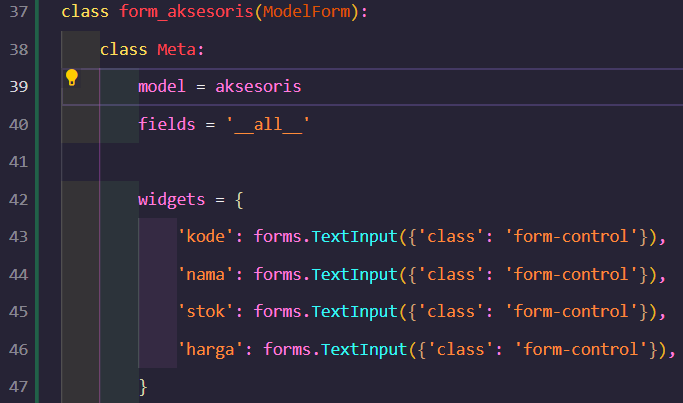 37 class form_aksesoris(ModelForm):
38     class Meta:
39         model = aksesoris
40         fields = '__all__'
41
42         widgets = {
43             'kode': forms.TextInput({'class': 'form-control'}),
44             'nama': forms.TextInput({'class': 'form-control'}),
45             'stok': forms.TextInput({'class': 'form-control'}),
46             'harga': forms.TextInput({'class': 'form-control'}),
47         }